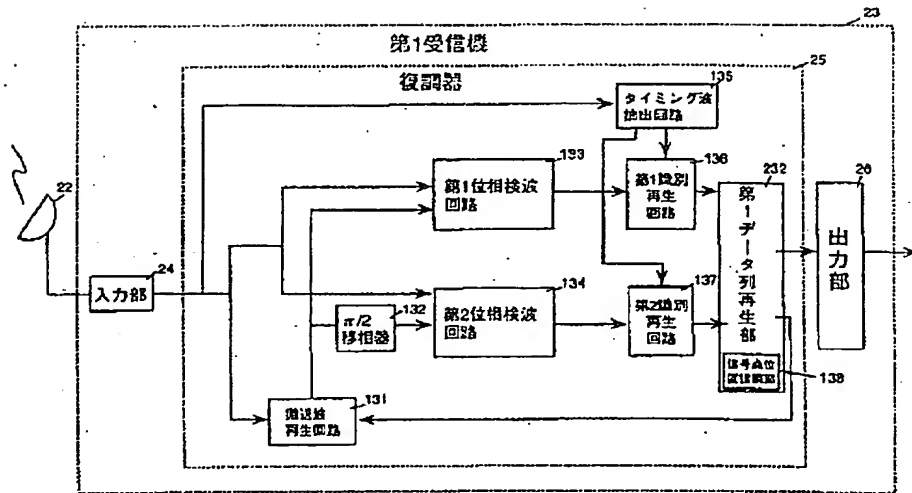 23
第1受信機
25
復調器
135
タイミング波
抽出回路
133
第1位相検波
回路
136
第1識別
再生
回路
232
第1データ列再生部
26
出力部
22
24
入力部
132
π/2
移相器
134
第2位相検波
回路
137
第2識別
再生
回路
138
131
搬送波
再生回路